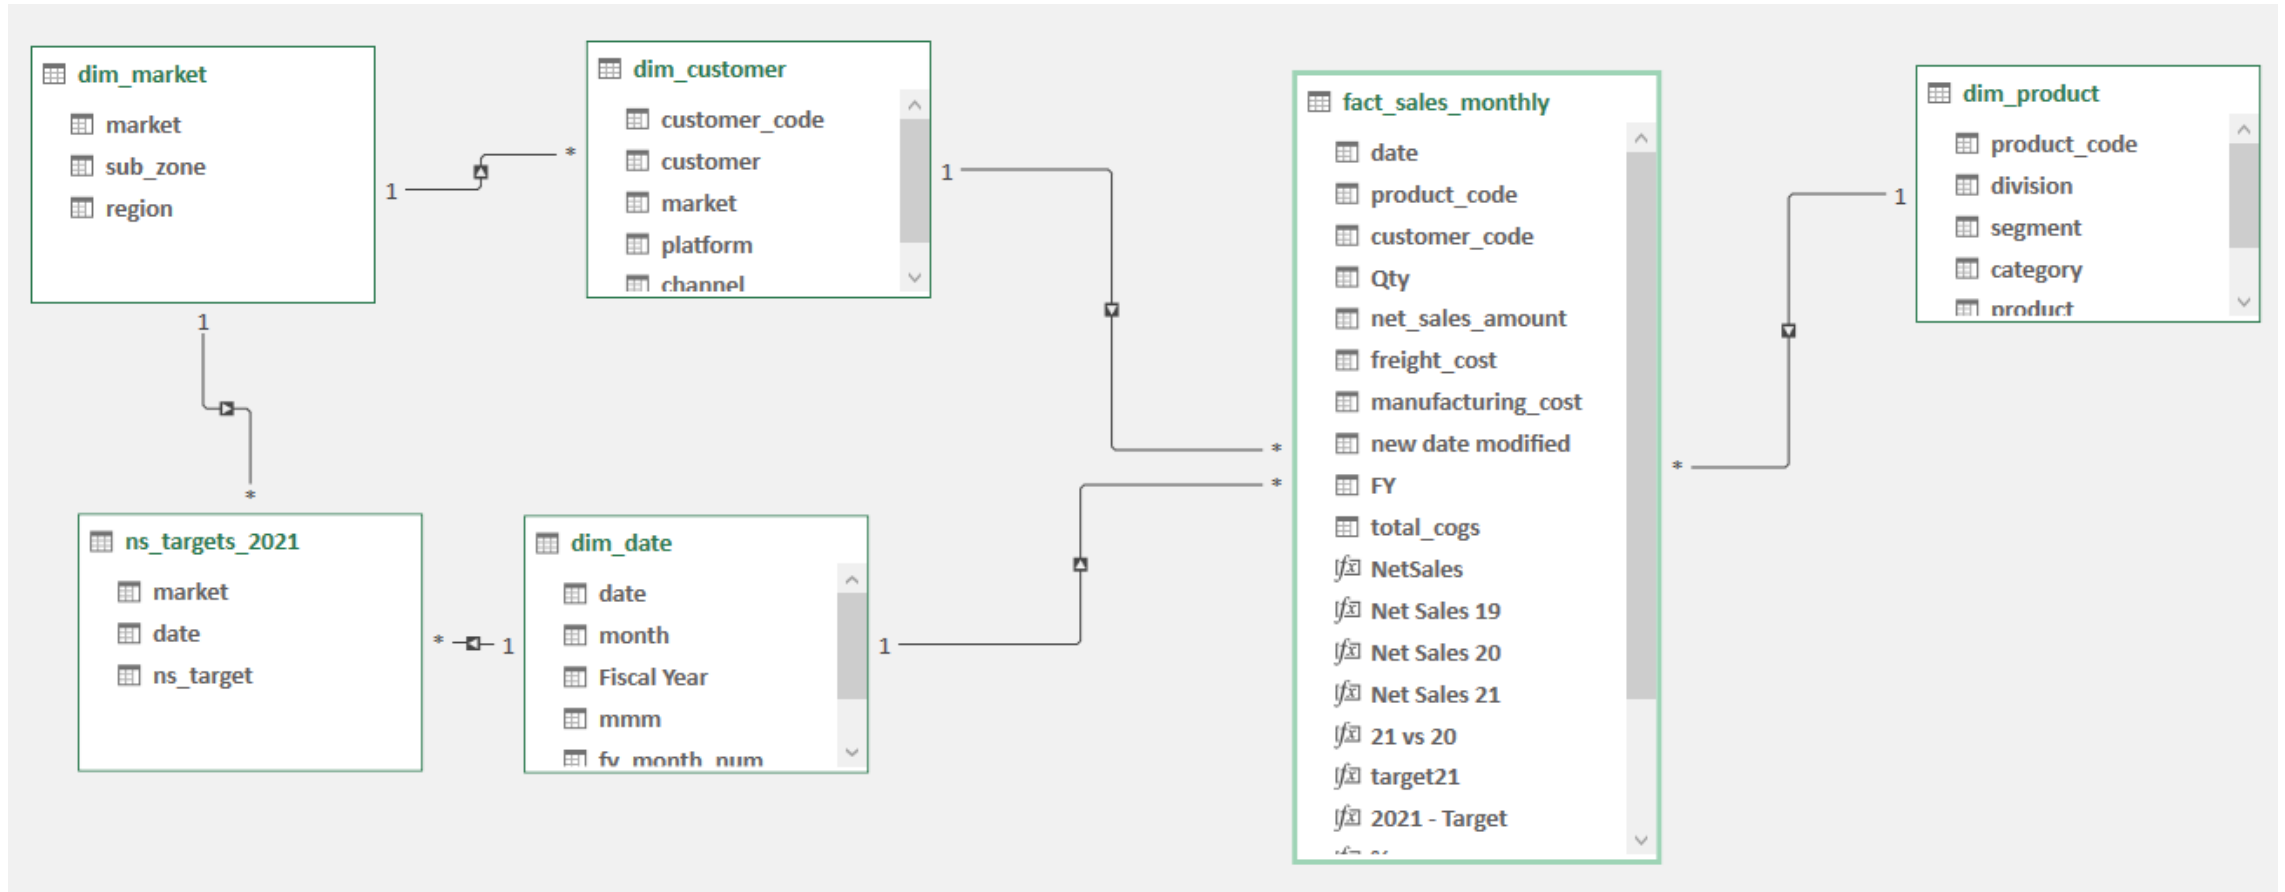 dim_market
market
sub_zone
region
1
1
*
dim_customer
customer_code
customer
market
platform
channel
1
*
fact_sales_monthly
date
product_code
customer_code
Qty
net_sales_amount
freight_cost
manufacturing_cost
new date modified
FY
total_cogs
NetSales
Net Sales 19
Net Sales 20
Net Sales 21
21 vs 20
target21
2021 - Target
*
1
dim_product
product_code
division
segment
category
product
*
ns_targets_2021
market
date
ns_target
*
1
dim_date
date
month
Fiscal Year
mmm
fy_month_num
1
*